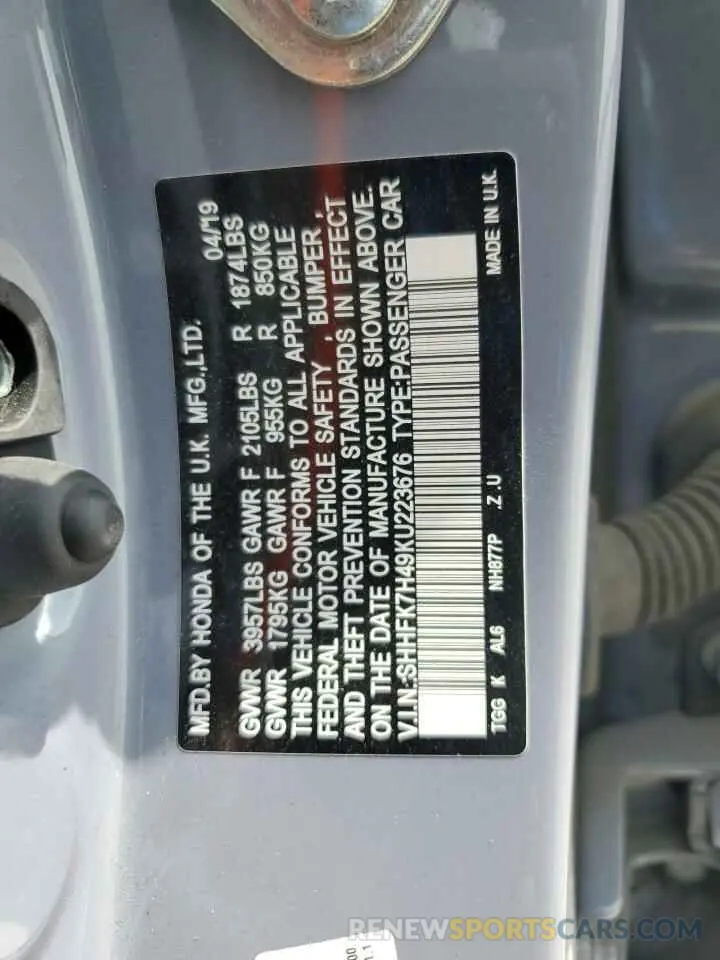 MFD.BY HONDA OF THE U.K. MFG.,LTD. 04/19
GVWR 3957LBS GAWR F 2105LBS R 1874LBS
GVWR 1795KG GAWR F 955KG R 850KG
THIS VEHICLE CONFORMS TO ALL APPLICABLE
FEDERAL MOTOR VEHICLE SAFETY , BUMPER ,
AND THEFT PREVENTION STANDARDS IN EFFECT
ON THE DATE OF MANUFACTURE SHOWN ABOVE.
V.I.N:SHHFK7H49KU223676 TYPE:PASSENGER CAR
TGG K AL6 NH877P .Z .U MADE IN U.K.
RENEWSPORTSCARS.COM